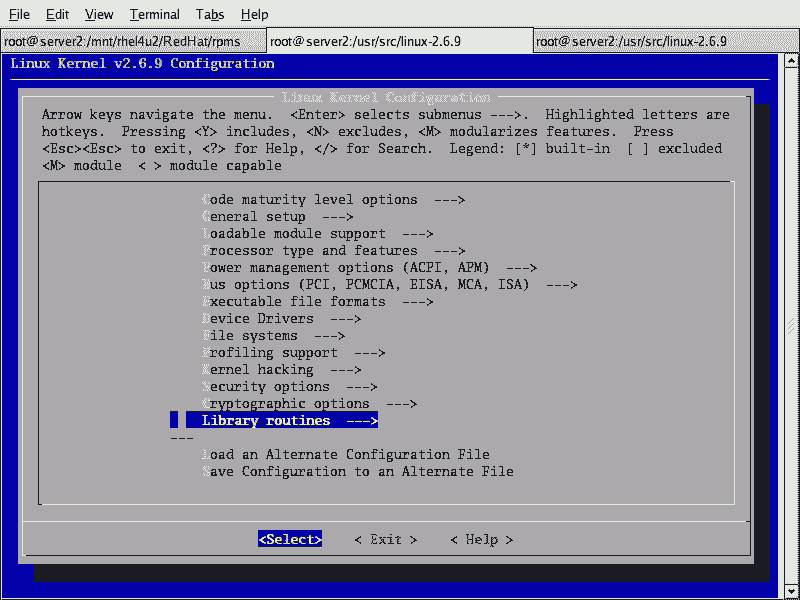 File Edit View Terminal Tabs Help
root@server2:/mnt/rhel4u2/RedHat/rpms root@server2:/usr/src/linux-2.6.9 root@server2:/usr/src/linux-2.6.9
Linux Kernel v2.6.9 Configuration
Linux Kernel Configuration
Arrow keys navigate the menu. <Enter> selects submenus --->. Highlighted letters are
hotkeys. Pressing <Y> includes, <N> excludes, <M> modularizes features. Press
<Esc><Esc> to exit, <?> for Help, </> for Search. Legend: [*] built-in [ ] excluded
<M> module < > module capable
Code maturity level options --->
General setup --->
Loadable module support --->
Processor type and features --->
Power management options (ACPI, APM) --->
Bus options (PCI, PCMCIA, EISA, MCA, ISA) --->
Executable file formats --->
Device Drivers --->
File systems --->
Profiling support --->
Kernel hacking --->
Security options --->
Cryptographic options --->
Library routines --->
---
Load an Alternate Configuration File
Save Configuration to an Alternate File
<Select> < Exit > < Help >